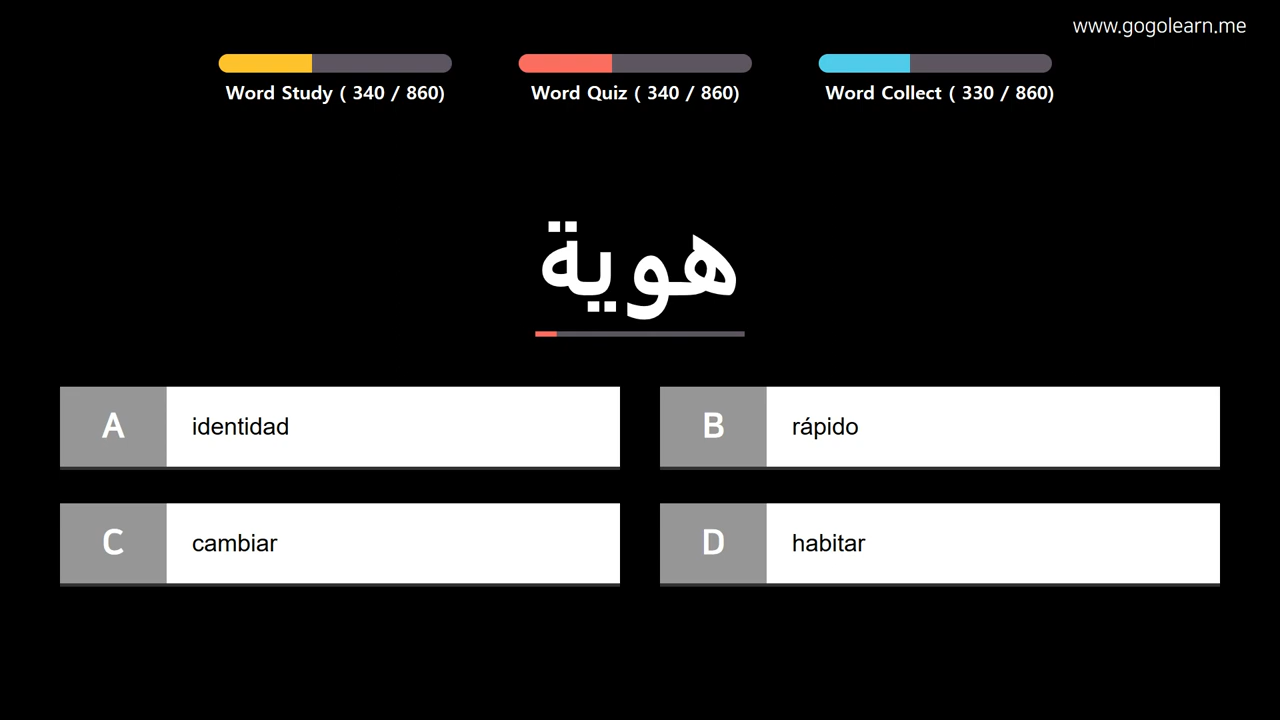 www.gogolearn.me
Word Study ( 340 / 860)
Word Quiz ( 340 / 860)
Word Collect ( 330 / 860)
هوية
A identidad
B rápido
C cambiar
D habitar